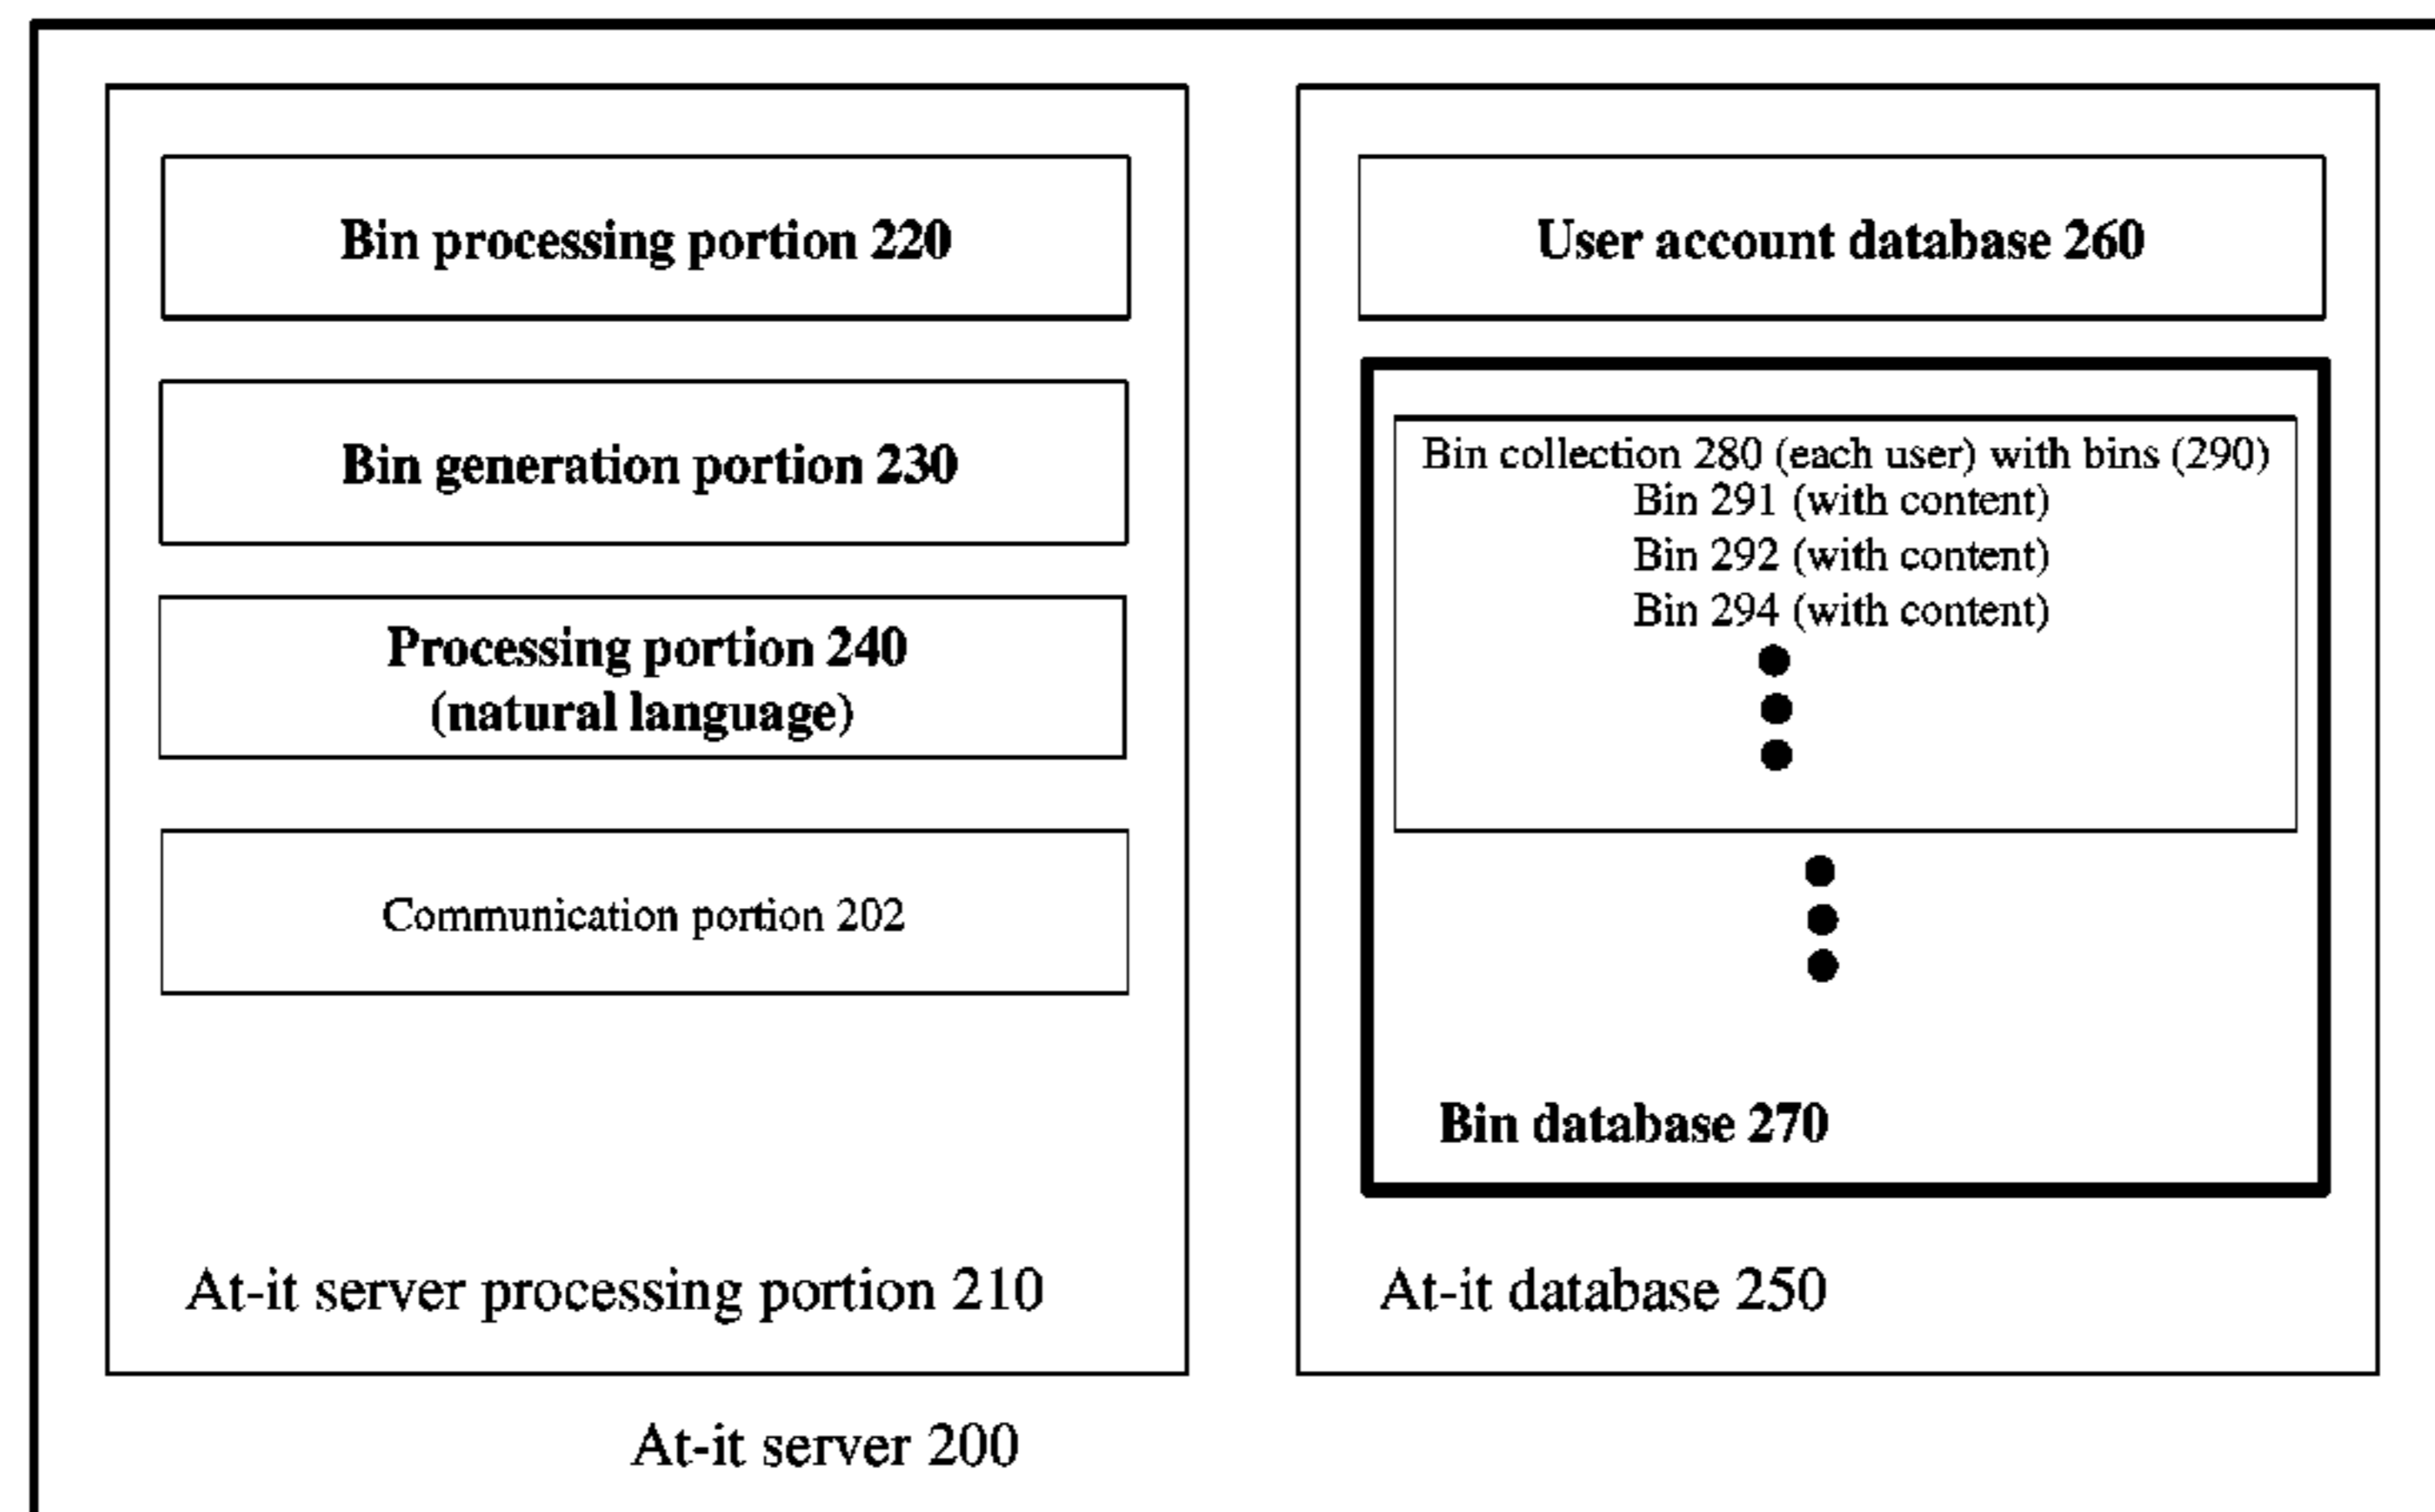 Bin processing portion 220
Bin generation portion 230
Processing portion 240
(natural language)
Communication portion 202
At-it server processing portion 210
User account database 260
Bin collection 280 (each user) with bins (290)
Bin 291 (with content)
Bin 292 (with content)
Bin 294 (with content)
Bin database 270
At-it database 250
At-it server 200